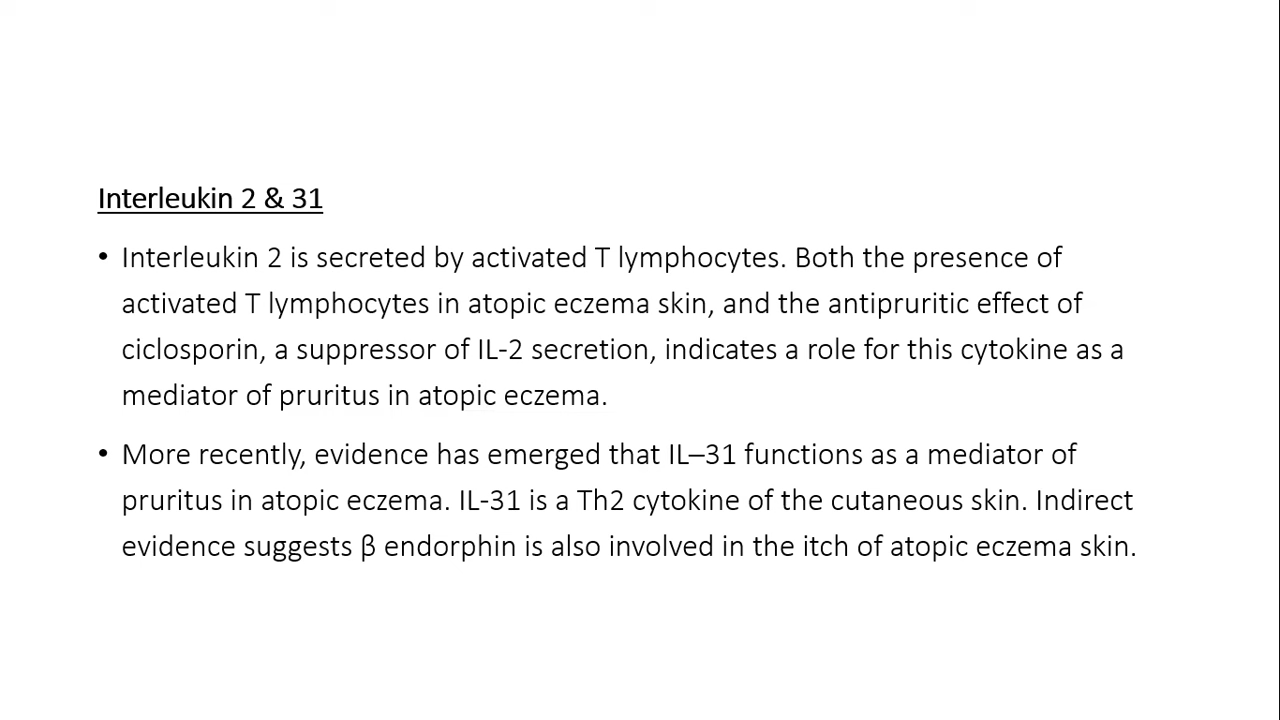 Interleukin 2 & 31
• Interleukin 2 is secreted by activated T lymphocytes. Both the presence of
activated T lymphocytes in atopic eczema skin, and the antipruritic effect of
ciclosporin, a suppressor of IL-2 secretion, indicates a role for this cytokine as a
mediator of pruritus in atopic eczema.
• More recently, evidence has emerged that IL–31 functions as a mediator of
pruritus in atopic eczema. IL-31 is a Th2 cytokine of the cutaneous skin. Indirect
evidence suggests β endorphin is also involved in the itch of atopic eczema skin.